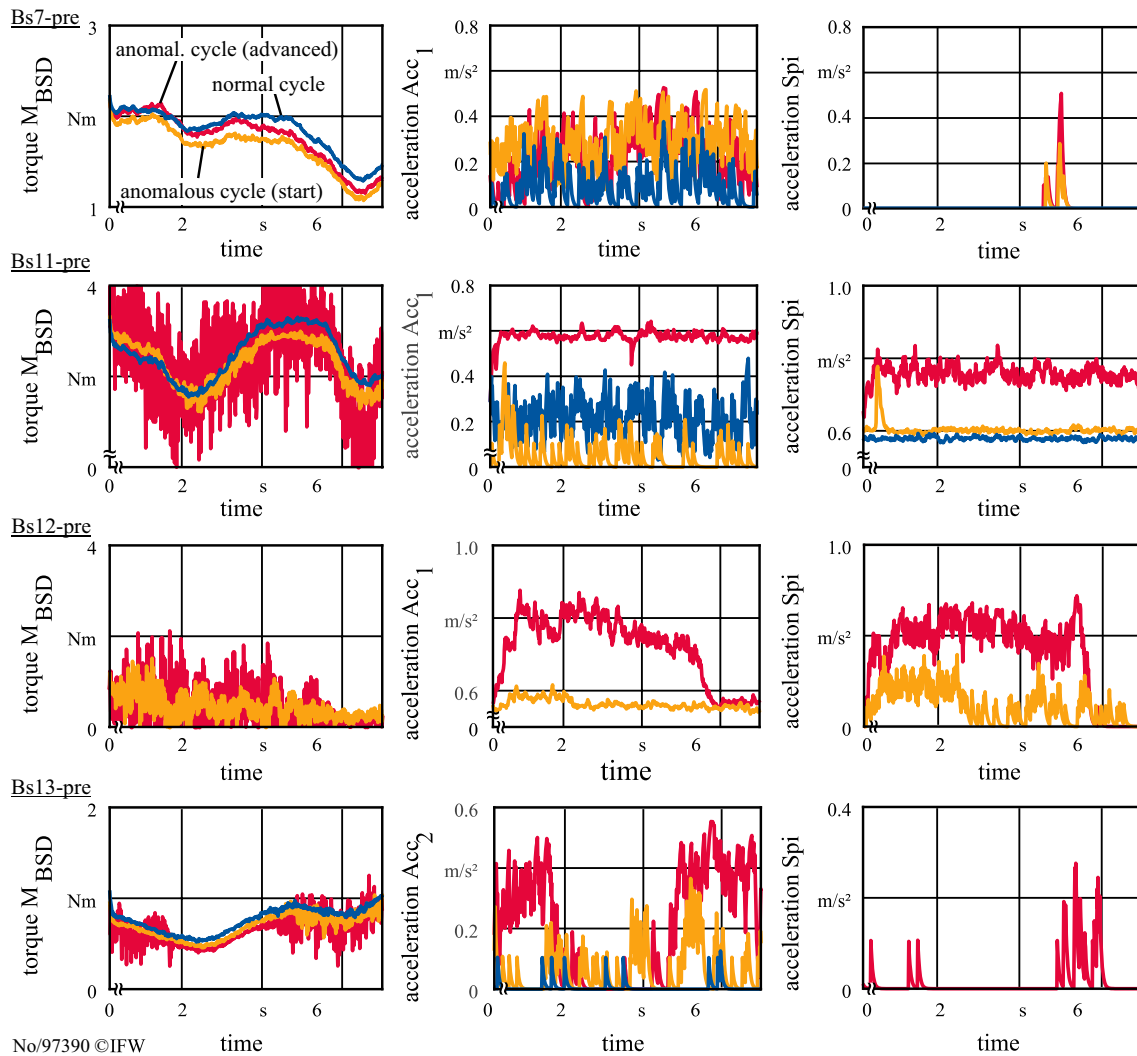 Bs7-pre
torque M_BSD
3
Nm
1
anomal. cycle (advanced)
normal cycle
anomalous cycle (start)
0 2 s 6
time
acceleration Acc_1
0.8
m/s²
0.4
0.2
0
0 2 s 6
time
acceleration Spi
0.8
m/s²
0.4
0.2
0
0 2 s 6
time
Bs11-pre
torque M_BSD
4
Nm
0
0 2 s 6
time
acceleration Acc_1
0.8
m/s²
0.4
0.2
0
0 2 s 6
time
acceleration Spi
1.0
m/s²
0.6
0
0 2 s 6
time
Bs12-pre
torque M_BSD
4
Nm
0
0 2 s 6
time
acceleration Acc_1
1.0
m/s²
0.6
0
0 2 s 6
time
acceleration Spi
0.8
m/s²
0
0 2 s 6
time
Bs13-pre
torque M_BSD
2
Nm
0
0 2 s 6
time
acceleration Acc_2
0.6
m/s²
0.2
0
0 2 s 6
time
acceleration Spi
0.4
m/s²
0
0 2 s 6
time
No/97390 ©IFW